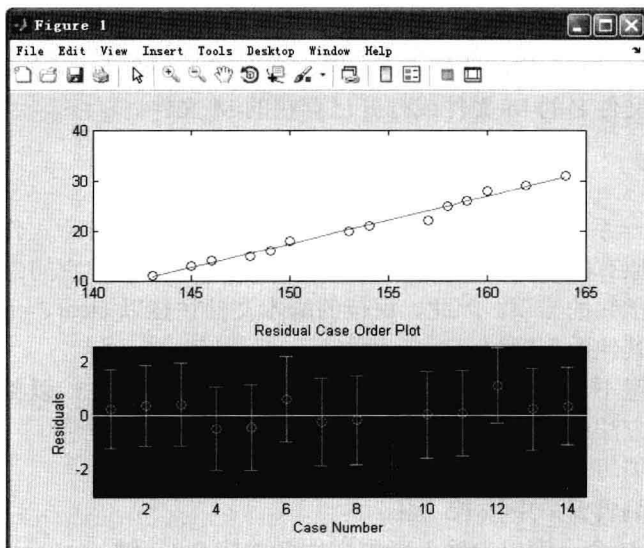 Figure 1
File Edit View Insert Tools Desktop Window Help
40
30
20
10
140 145 150 155 160 165
Residual Case Order Plot
2
0
-2
Residuals
2 4 6 8 10 12 14
Case Number